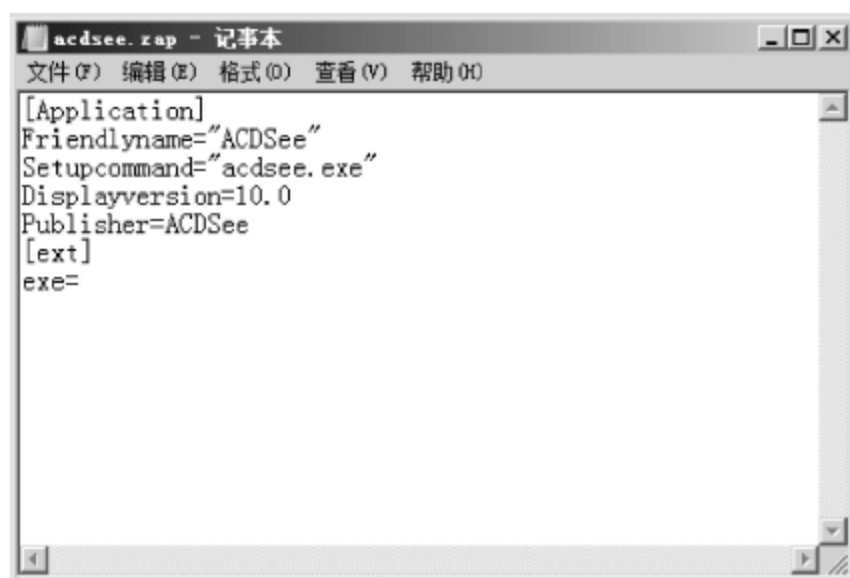 acdsee.zap - 记事本
文件(F) 编辑(E) 格式(O) 查看(V) 帮助(H)
[Application]
Friendlyname="ACDSee"
Setupcommand="acdsee.exe"
Displayversion=10.0
Publisher=ACDSee
[ext]
exe=